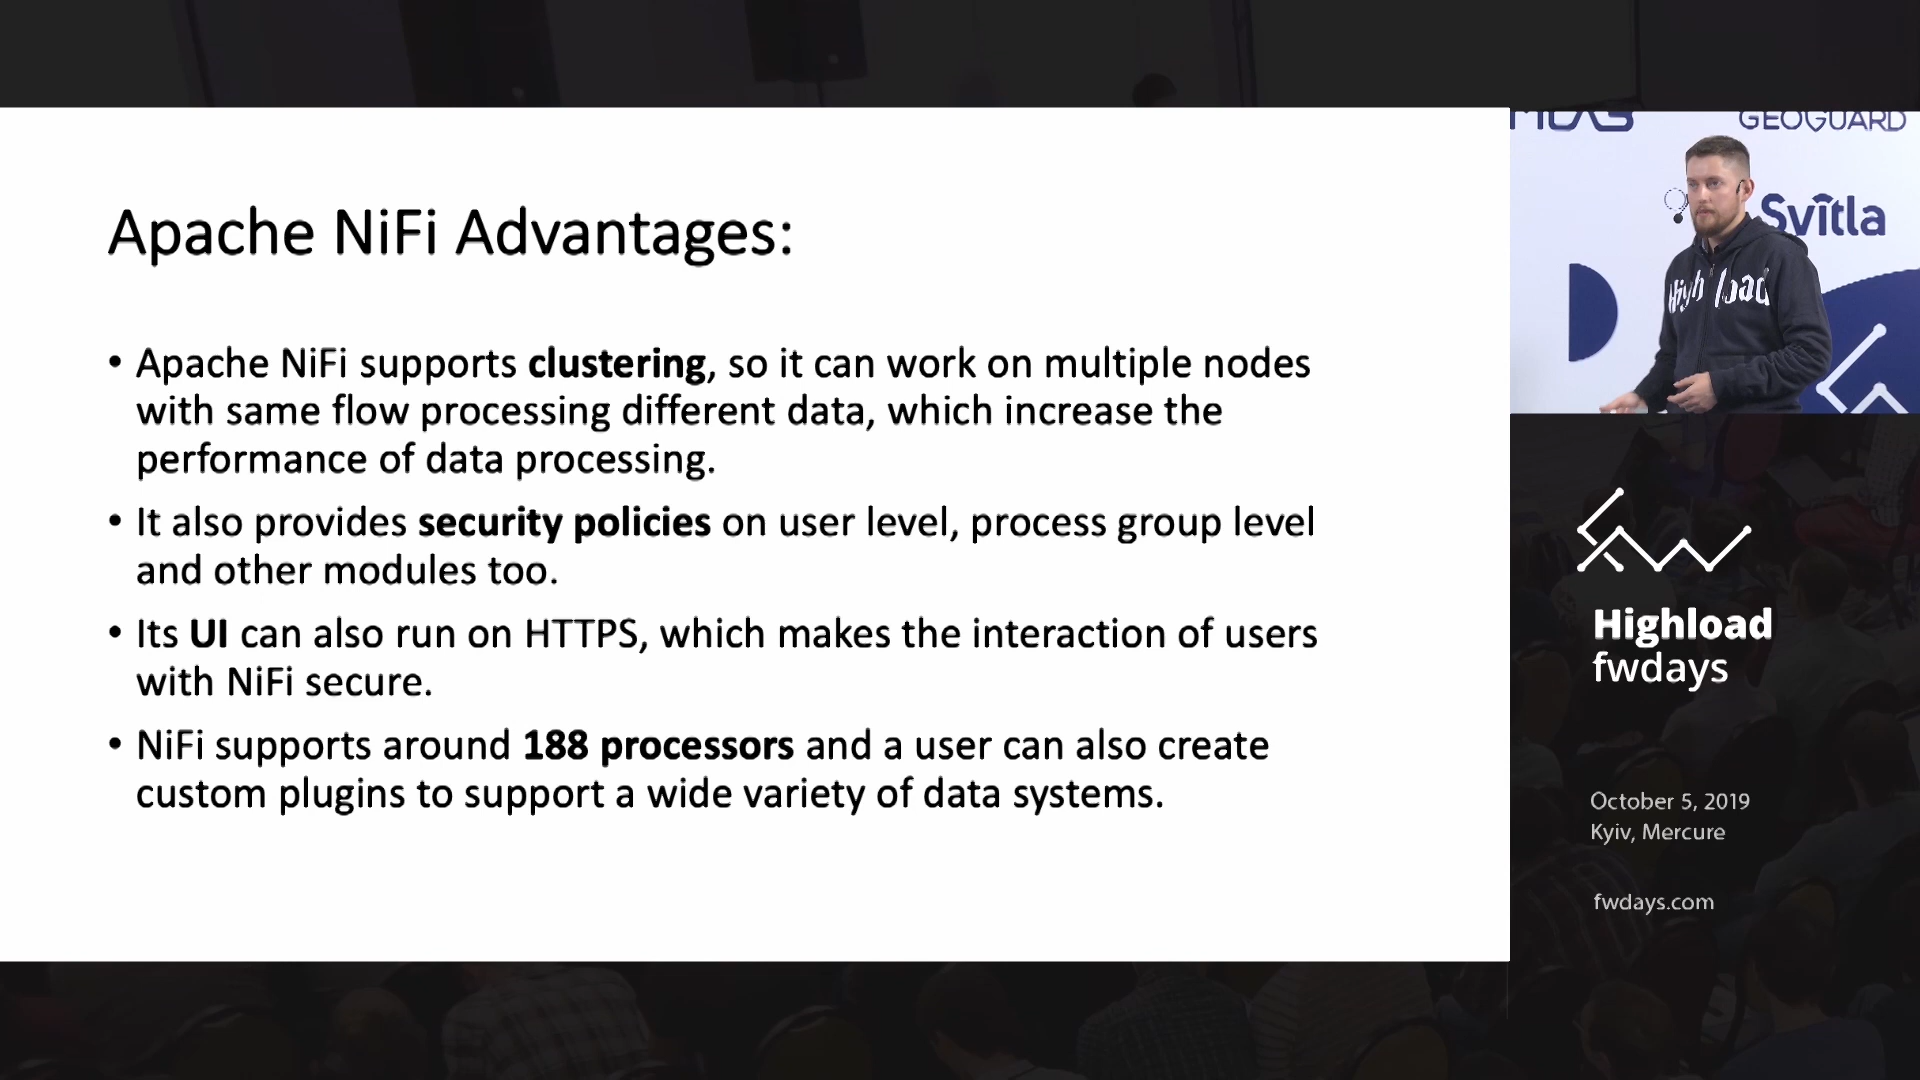 Apache NiFi Advantages:
• Apache NiFi supports clustering, so it can work on multiple nodes
with same flow processing different data, which increase the
performance of data processing.
• It also provides security policies on user level, process group level
and other modules too.
• Its UI can also run on HTTPS, which makes the interaction of users
with NiFi secure.
• NiFi supports around 188 processors and a user can also create
custom plugins to support a wide variety of data systems.
GEOGUARD
Svitla
High load
Highload
fwdays
October 5, 2019
Kyiv, Mercure
fwdays.com